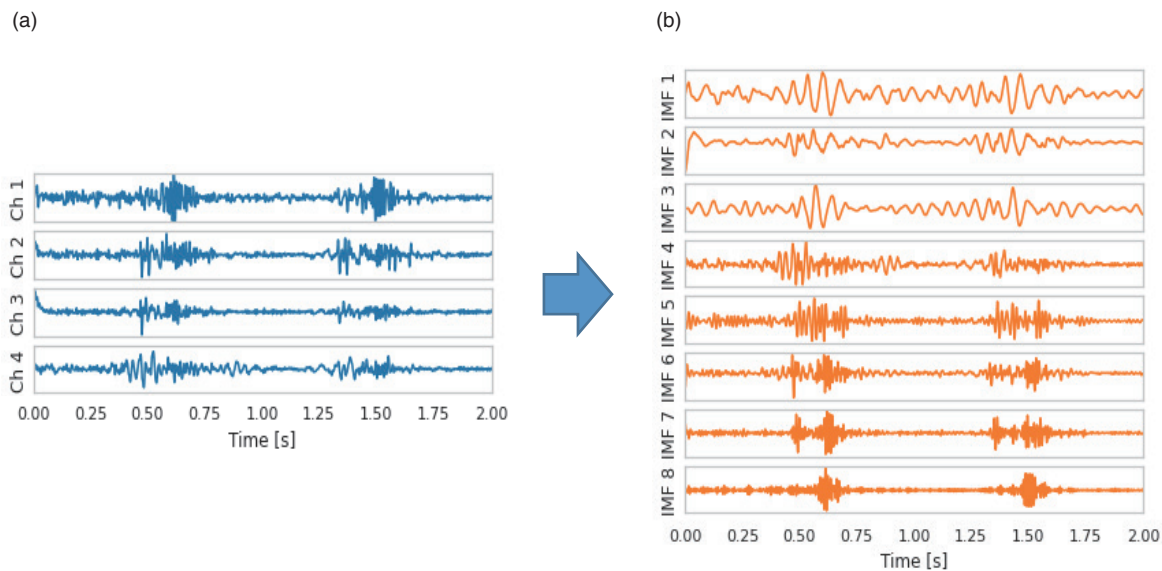 (a)
Ch 1
Ch 2
Ch 3
Ch 4
0.00 0.25 0.50 0.75 1.00 1.25 1.50 1.75 2.00
Time [s]
(b)
IMF 1
IMF 2
IMF 3
IMF 4
IMF 5
IMF 6
IMF 7
IMF 8
0.00 0.25 0.50 0.75 1.00 1.25 1.50 1.75 2.00
Time [s]